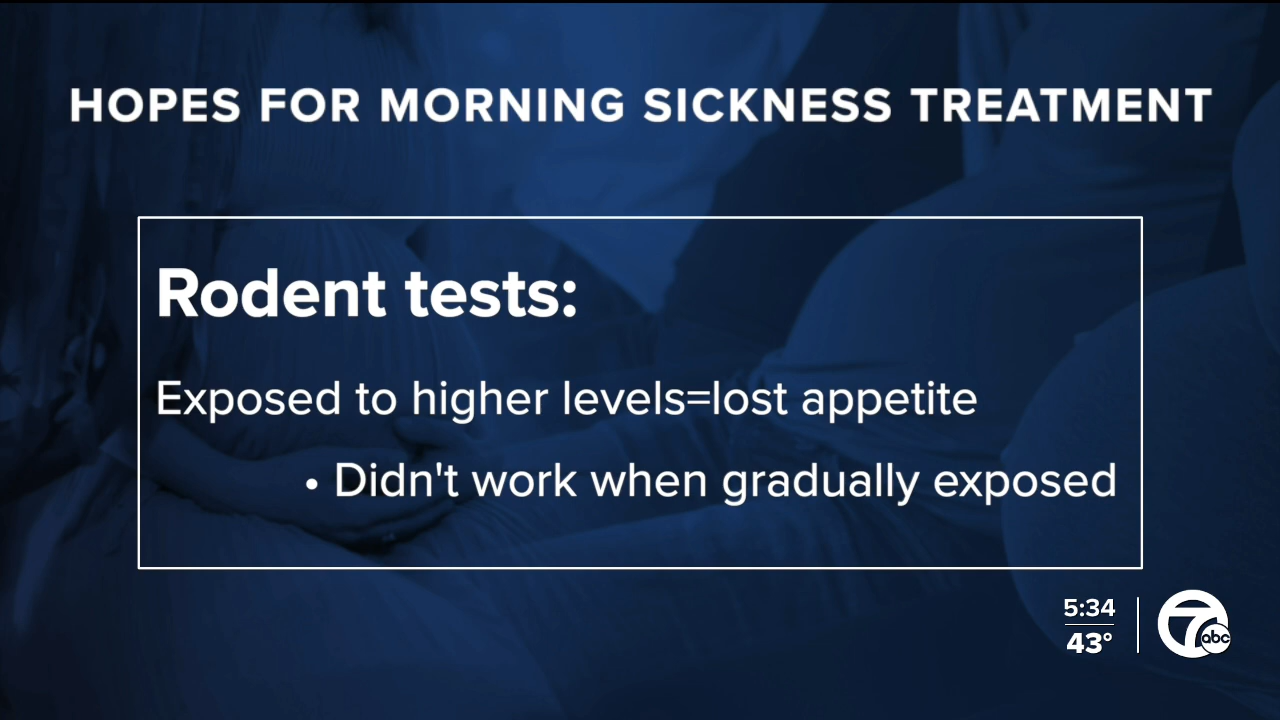 HOPES FOR MORNING SICKNESS TREATMENT
Rodent tests:
Exposed to higher levels=lost appetite
• Didn't work when gradually exposed
5:34
43°
7
abc